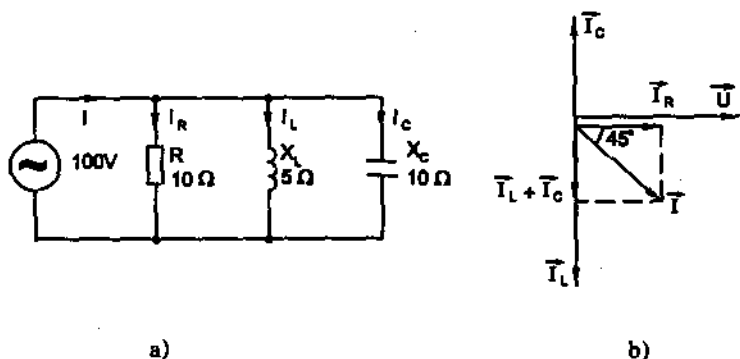 I
I_R
I_L
I_C
100V
R
10 Ω
X_L
5 Ω
X_C
10 Ω
a)
I_C
I_R
U
45°
I_L + I_C
I
I_L
b)